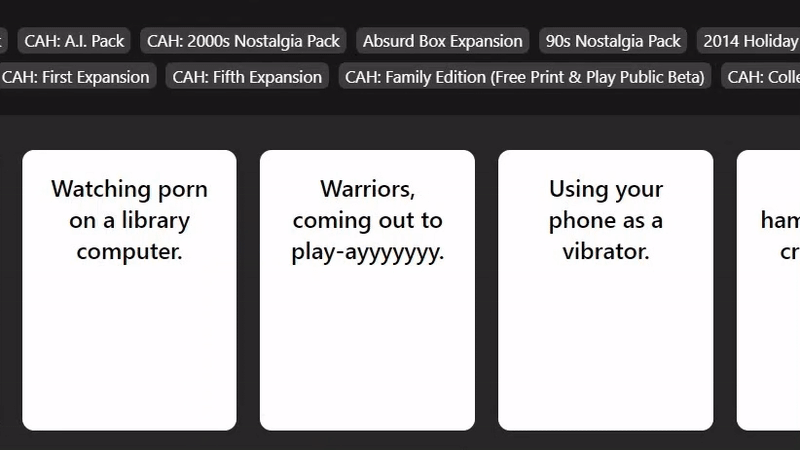 CAH: A.I. Pack CAH: 2000s Nostalgia Pack Absurd Box Expansion 90s Nostalgia Pack 2014 Holiday
CAH: First Expansion CAH: Fifth Expansion CAH: Family Edition (Free Print & Play Public Beta) CAH: Colle
Watching porn
on a library
computer.
Warriors,
coming out to
play-ayyyyyyy.
Using your
phone as a
vibrator.
ham
cr